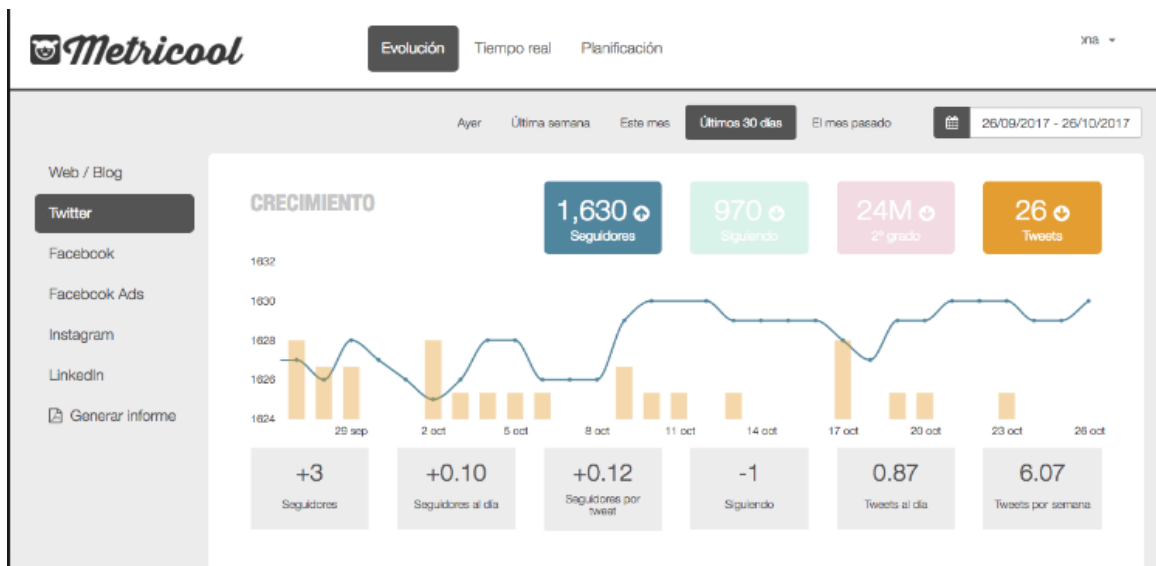 Metricool
Evolución Tiempo real Planificación
Ayer Última semana Este mes Últimos 30 días El mes pasado 26/09/2017 - 26/10/2017
Web / Blog
Twitter
Facebook
Facebook Ads
Instagram
LinkedIn
Generar informe
CRECIMIENTO
1,630
Seguidores
970
Siguiendo
24M
2º grado
26
Tweets
1632
1630
1628
1626
1624
29 sep 2 oct 5 oct 8 oct 11 oct 14 oct 17 oct 20 oct 23 oct 26 oct
+3
Seguidores
+0.10
Seguidores al día
+0.12
Seguidores por
tweet
-1
Siguiendo
0.87
Tweets al día
6.07
Tweets por semana